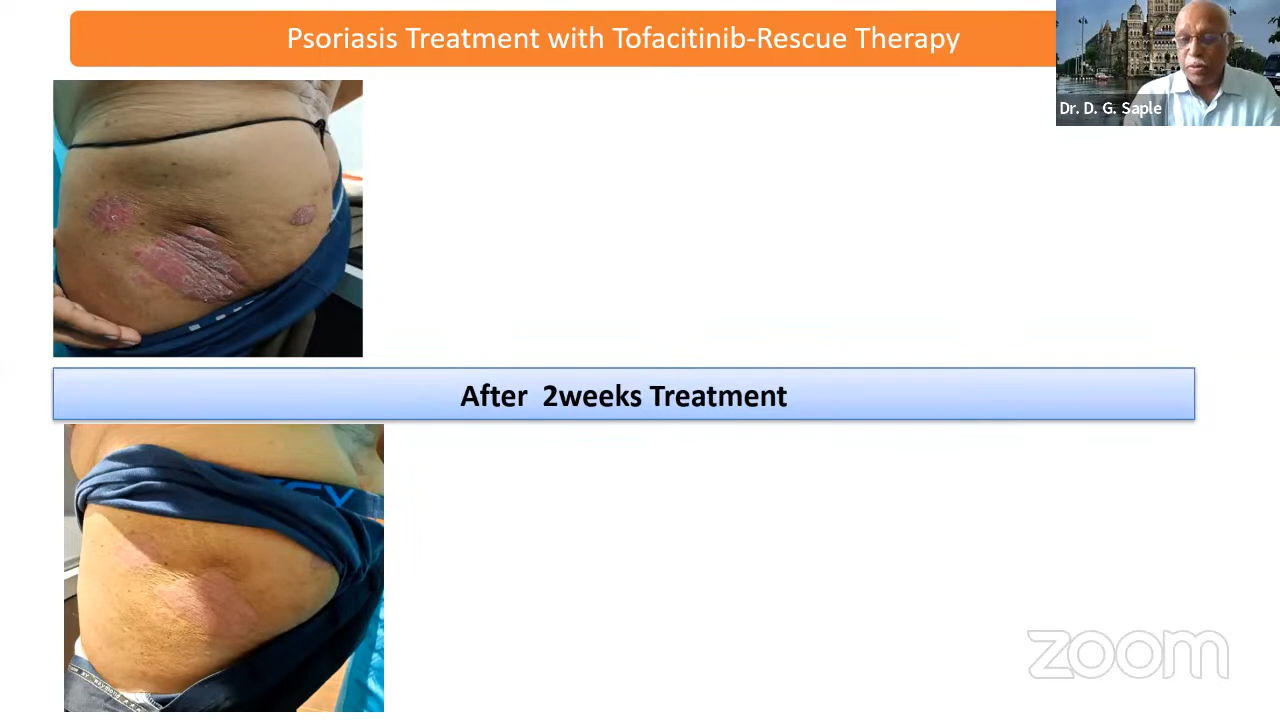 Psoriasis Treatment with Tofacitinib-Rescue Therapy
Dr. D. G. Saple
After  2weeks Treatment
zoom